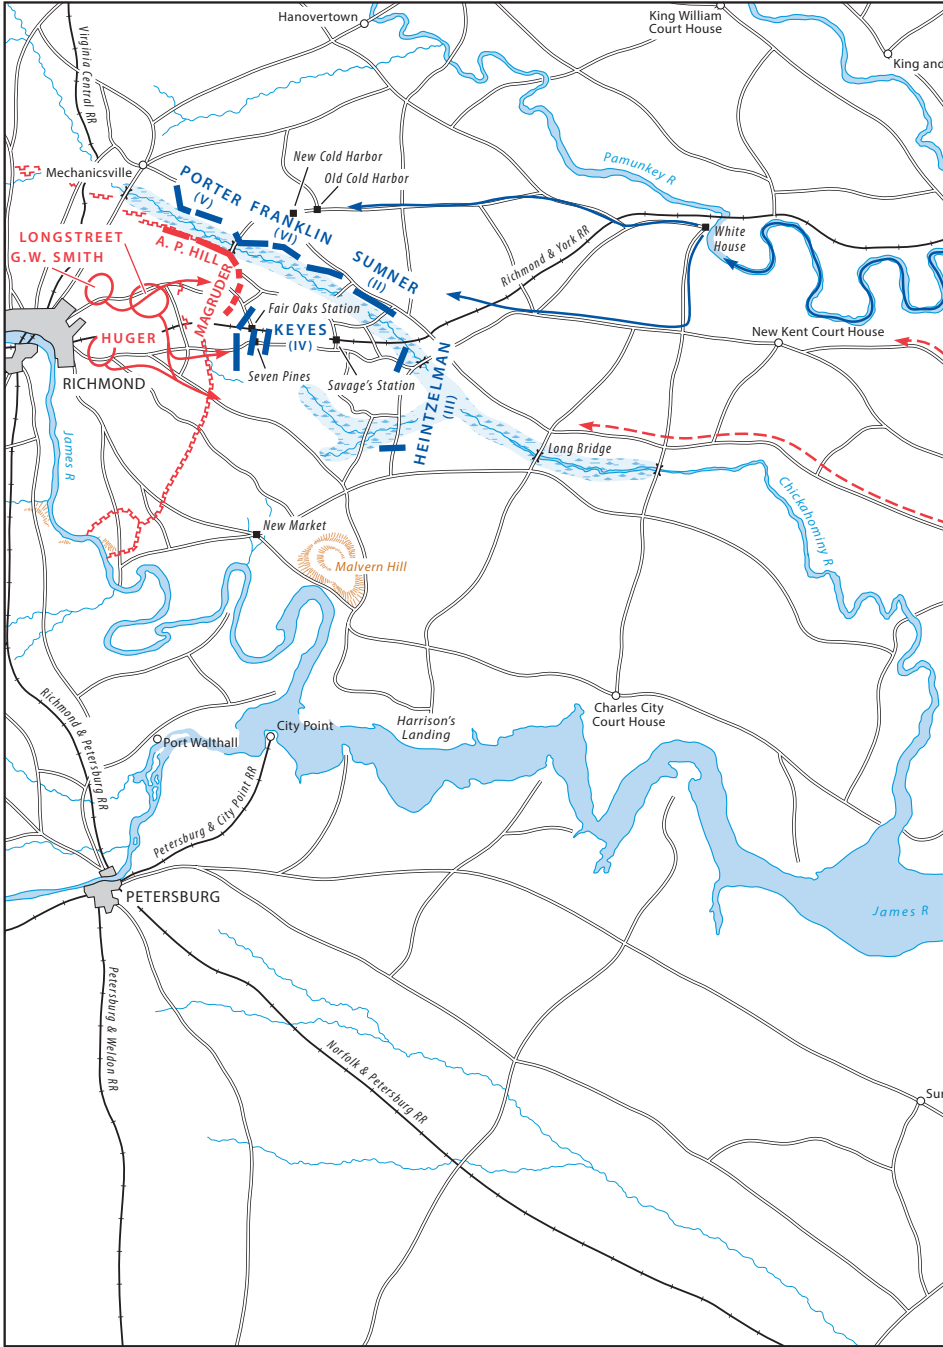 Hanovertown
King William
Court House
King and
Virginia Central RR
Mechanicsville
New Cold Harbor
Old Cold Harbor
Pamunkey R
PORTER
(V)
FRANKLIN
(VI)
SUMNER
(II)
White
House
LONGSTREET
G.W. SMITH
A. P. HILL
MAGRUDER
Richmond & York RR
Fair Oaks Station
KEYES
(IV)
HUGER
New Kent Court House
RICHMOND
Seven Pines
Savage's Station
HEINTZELMAN
(III)
James R
Long Bridge
Chickahominy R
New Market
Malvern Hill
Richmond & Petersburg RR
Charles City
Court House
Harrison's
Landing
City Point
Port Walthall
Petersburg & City Point RR
PETERSBURG
James R
Petersburg & Weldon RR
Norfolk & Petersburg RR
Sur